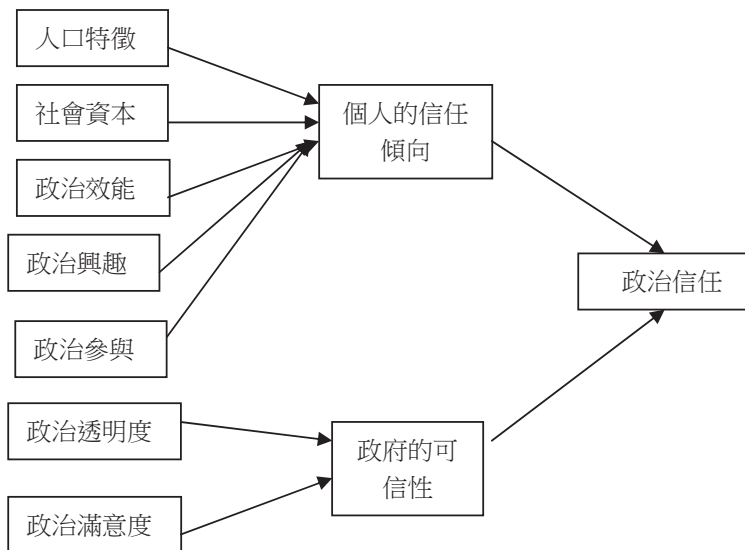 人口特徵
社會資本
政治效能
政治興趣
政治參與
政治透明度
政治滿意度
個人的信任
傾向
政府的可
信性
政治信任